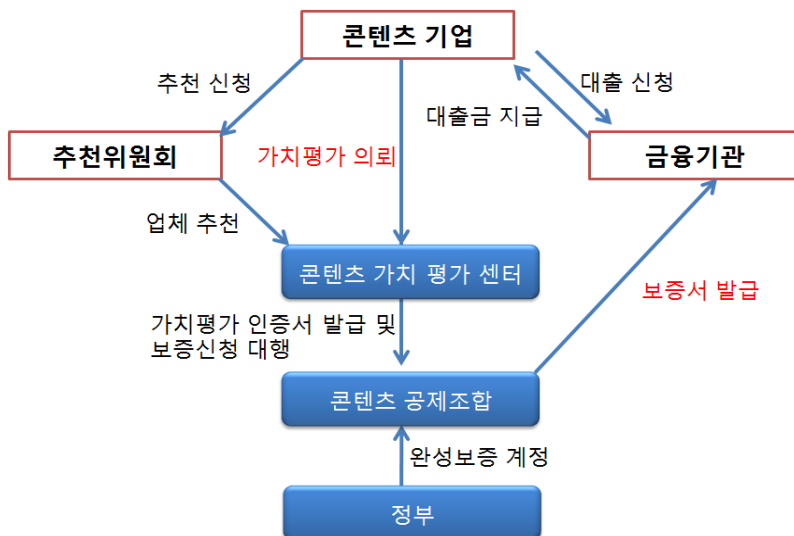 콘텐츠 기업
추천 신청
대출 신청
대출금 지급
추천위원회
가치평가 의뢰
금융기관
업체 추천
콘텐츠 가치 평가 센터
보증서 발급
가치평가 인증서 발급 및
보증신청 대행
콘텐츠 공제조합
완성보증 계정
정부